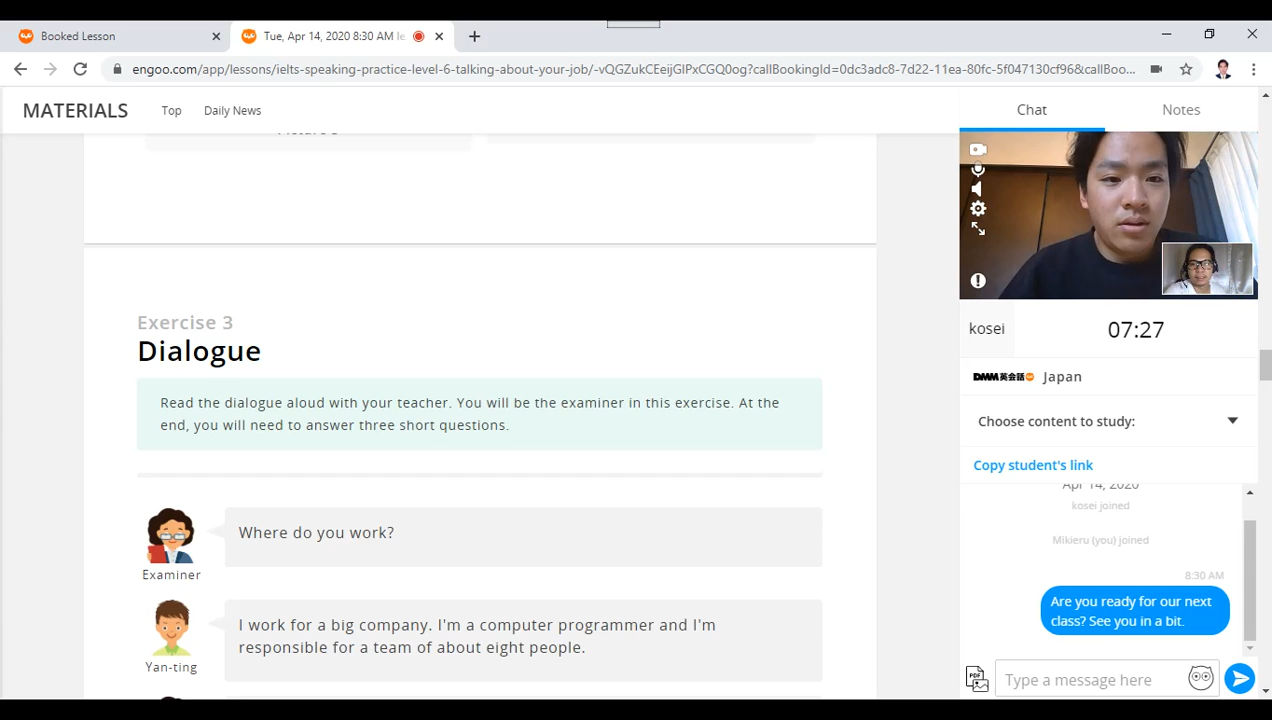 Booked Lesson
Tue, Apr 14, 2020 8:30 AM le
engoo.com/app/lessons/ielts-speaking-practice-level-6-talking-about-your-job/-vQGZukCEeijGlPxCGQ0og?callBookingId=0dc3adc8-7d22-11ea-80fc-5f047130cf96&callBoo...
MATERIALS
Top
Daily News
Exercise 3
Dialogue
Read the dialogue aloud with your teacher. You will be the examiner in this exercise. At the
end, you will need to answer three short questions.
Where do you work?
Examiner
I work for a big company. I'm a computer programmer and I'm
responsible for a team of about eight people.
Yan-ting
Chat
Notes
kosei
07:27
DMM英会話
Japan
Choose content to study:
Copy student's link
Apr 14, 2020
kosei joined
Mikieru (you) joined
8:30 AM
Are you ready for our next
class? See you in a bit.
PDF
Type a message here